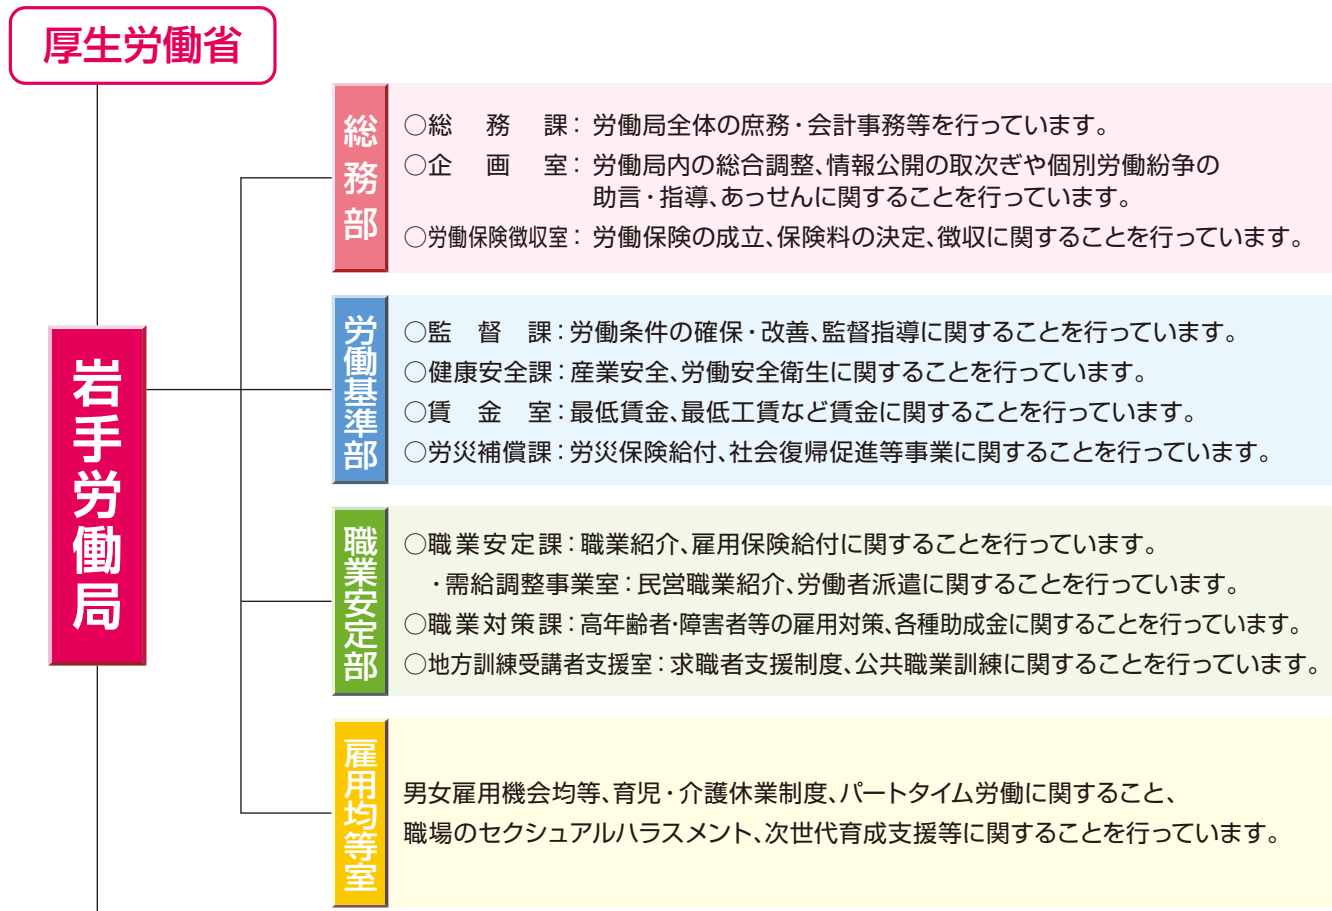 厚生労働省
岩手労働局
総務部
○総務課：労働局全体の庶務・会計事務等を行っています。
○企画室：労働局内の総合調整、情報公開の取次ぎや個別労働紛争の
助言・指導、あっせんに関することを行っています。
○労働保険徴収室：労働保険の成立、保険料の決定、徴収に関することを行っています。
労働基準部
○監督課：労働条件の確保・改善、監督指導に関することを行っています。
○健康安全課：産業安全、労働安全衛生に関することを行っています。
○賃金室：最低賃金、最低工賃など賃金に関することを行っています。
○労災補償課：労災保険給付、社会復帰促進等事業に関することを行っています。
職業安定部
○職業安定課：職業紹介、雇用保険給付に関することを行っています。
・需給調整事業室：民営職業紹介、労働者派遣に関することを行っています。
○職業対策課：高年齢者・障害者等の雇用対策、各種助成金に関することを行っています。
○地方訓練受講者支援室：求職者支援制度、公共職業訓練に関することを行っています。
雇用均等室
男女雇用機会均等、育児・介護休業制度、パートタイム労働に関すること、
職場のセクシュアルハラスメント、次世代育成支援等に関することを行っています。